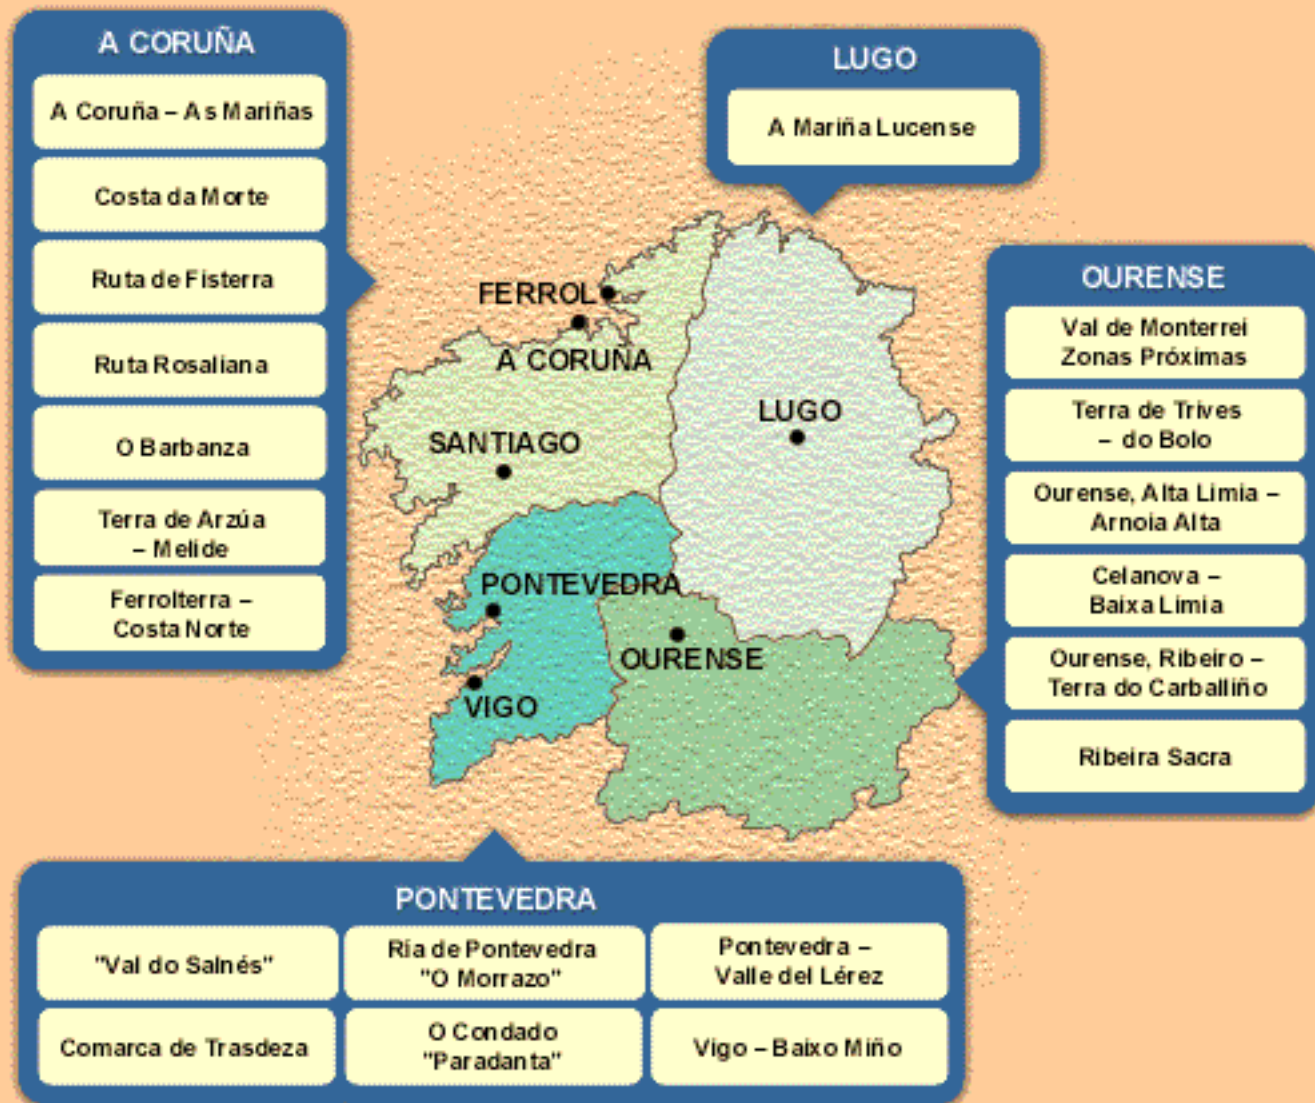 A CORUÑA
A Coruña – As Mariñas
Costa da Morte
Ruta de Fisterra
Ruta Rosaliana
O Barbanza
Terra de Arzúa
– Melide
Ferrolterra –
Costa Norte
LUGO
A Mariña Lucense
FERROL
A CORUÑA
SANTIAGO
LUGO
PONTEVEDRA
OURENSE
VIGO
OURENSE
Val de Monterrei
Zonas Próximas
Terra de Trives
– do Bolo
Ourense, Alta Limia –
Arnoia Alta
Celanova –
Baixa Limia
Ourense, Ribeiro –
Terra do Carballiño
Ribeira Sacra
PONTEVEDRA
"Val do Salnés"
Ría de Pontevedra
"O Morrazo"
Pontevedra –
Valle del Lérez
Comarca de Trasdeza
O Condado
"Paradanta"
Vigo – Baixo Miño